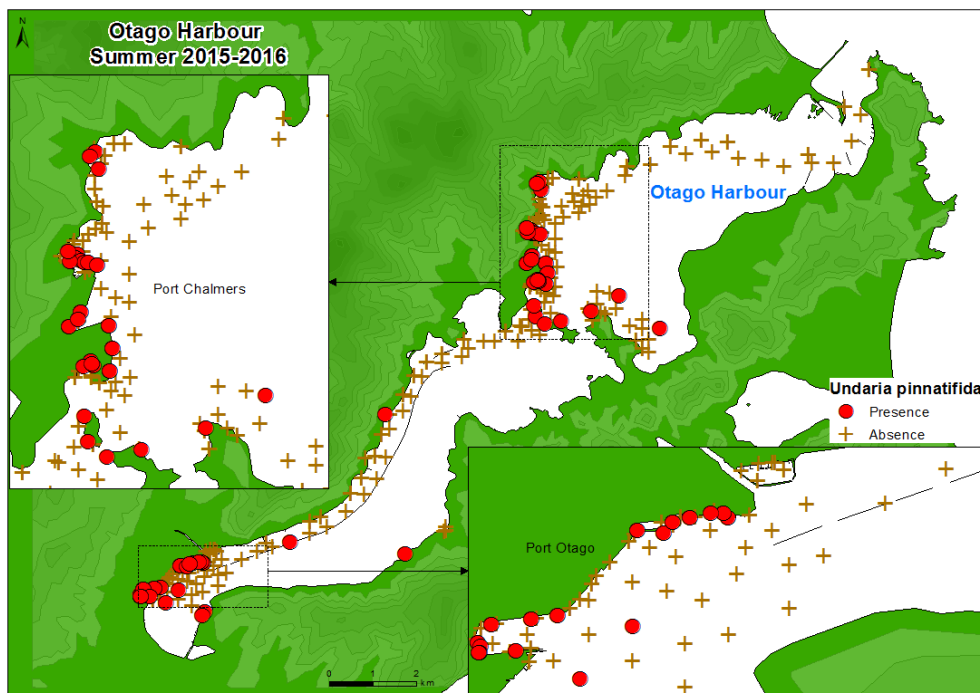 N
Otago Harbour
Summer 2015-2016
Port Chalmers
Otago Harbour
Undaria pinnatifida
Presence
Absence
Port Otago
0 1 2
km